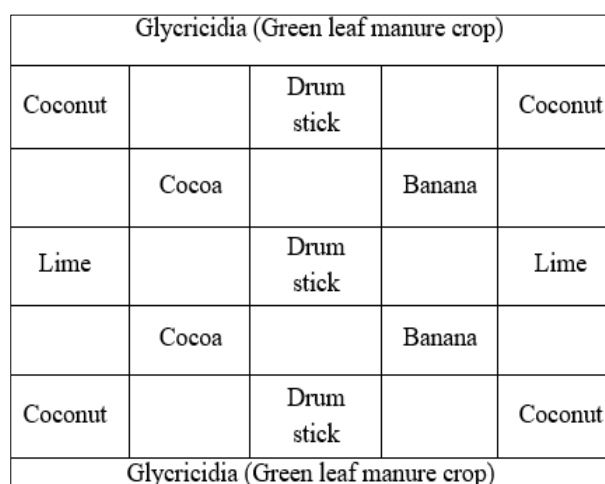 Glycricidia (Green leaf manure crop)
Coconut Drum stick Coconut
Cocoa Banana
Lime Drum stick Lime
Cocoa Banana
Coconut Drum stick Coconut
Glycricidia (Green leaf manure crop)